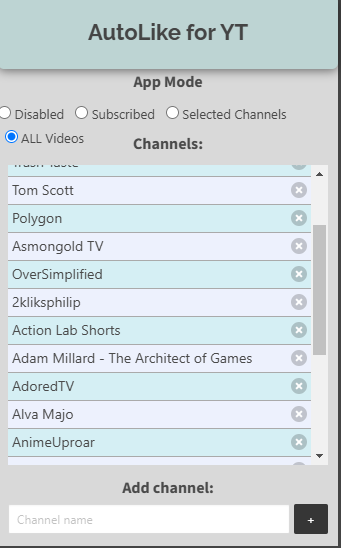 AutoLike for YT
App Mode
Disabled Subscribed Selected Channels
ALL Videos
Channels:
Tom Scott
Polygon
Asmongold TV
OverSimplified
2kliksphilip
Action Lab Shorts
Adam Millard - The Architect of Games
AdoredTV
Alva Majo
AnimeUproar
Add channel:
Channel name
+